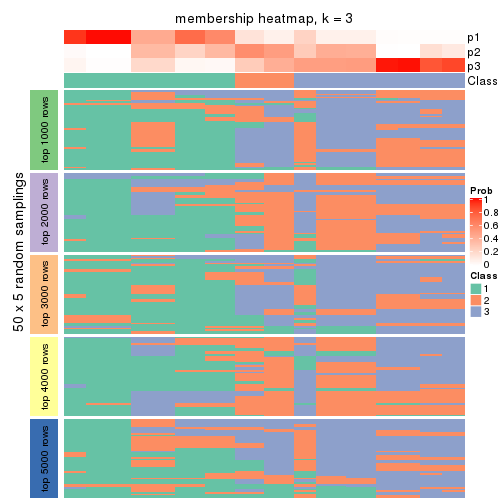 membership heatmap, k = 3
p1
p2
p3
Class
50 x 5 random samplings
top 1000 rows
top 2000 rows
top 3000 rows
top 4000 rows
top 5000 rows
Prob
1
0.8
0.6
0.4
0.2
0
Class
1
2
3